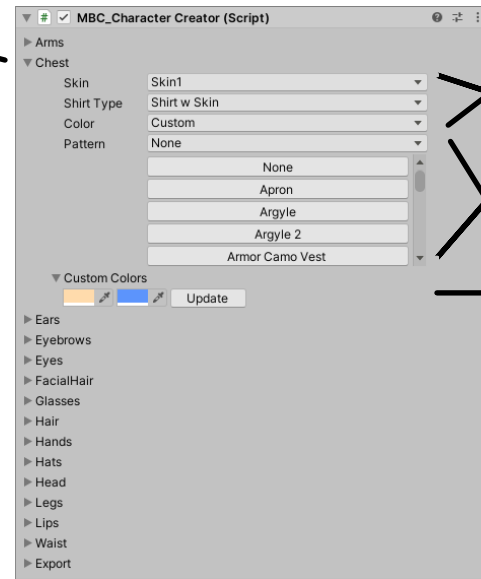 # MBC_Character Creator (Script)
Arms
Chest
Skin Skin1
Shirt Type Shirt w Skin
Color Custom
Pattern None
None
Apron
Argyle
Argyle 2
Armor Camo Vest
Custom Colors
Update
Ears
Eyebrows
Eyes
FacialHair
Glasses
Hair
Hands
Hats
Head
Legs
Lips
Waist
Export